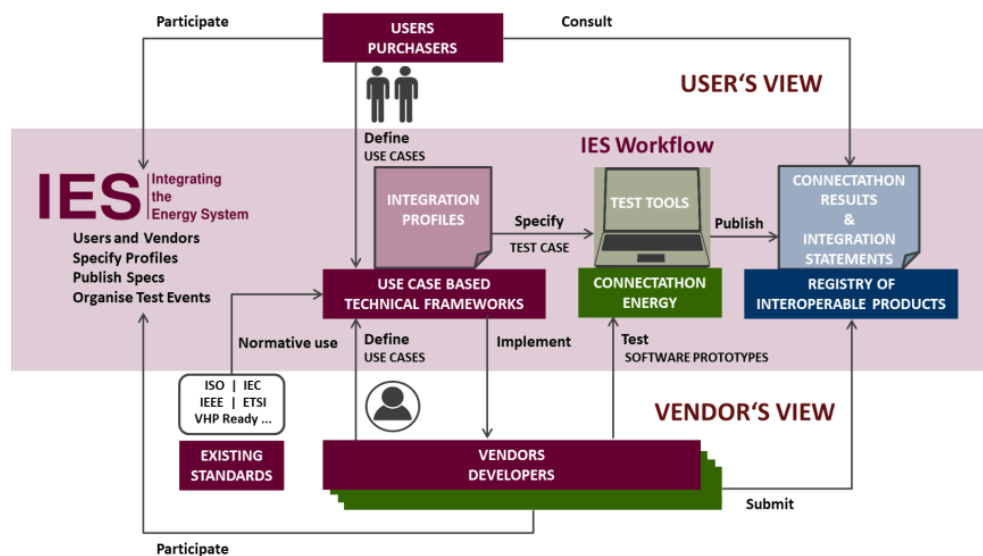 Participate
USERS
PURCHASERS
Consult
USER'S VIEW
Define
USE CASES
IES Workflow
IES
Integrating
the
Energy System
Users and Vendors
Specify Profiles
Publish Specs
Organise Test Events
INTEGRATION
PROFILES
Specify
TEST CASE
TEST TOOLS
Publish
CONNECTATHON
RESULTS
&
INTEGRATION
STATEMENTS
USE CASE BASED
TECHNICAL FRAMEWORKS
CONNECTATHON
ENERGY
REGISTRY OF
INTEROPERABLE PRODUCTS
Normative use
Define
USE CASES
Implement
Test
SOFTWARE PROTOTYPES
ISO | IEC
IEEE | ETSI
VHP Ready ...
EXISTING
STANDARDS
VENDOR'S VIEW
VENDORS
DEVELOPERS
Submit
Participate